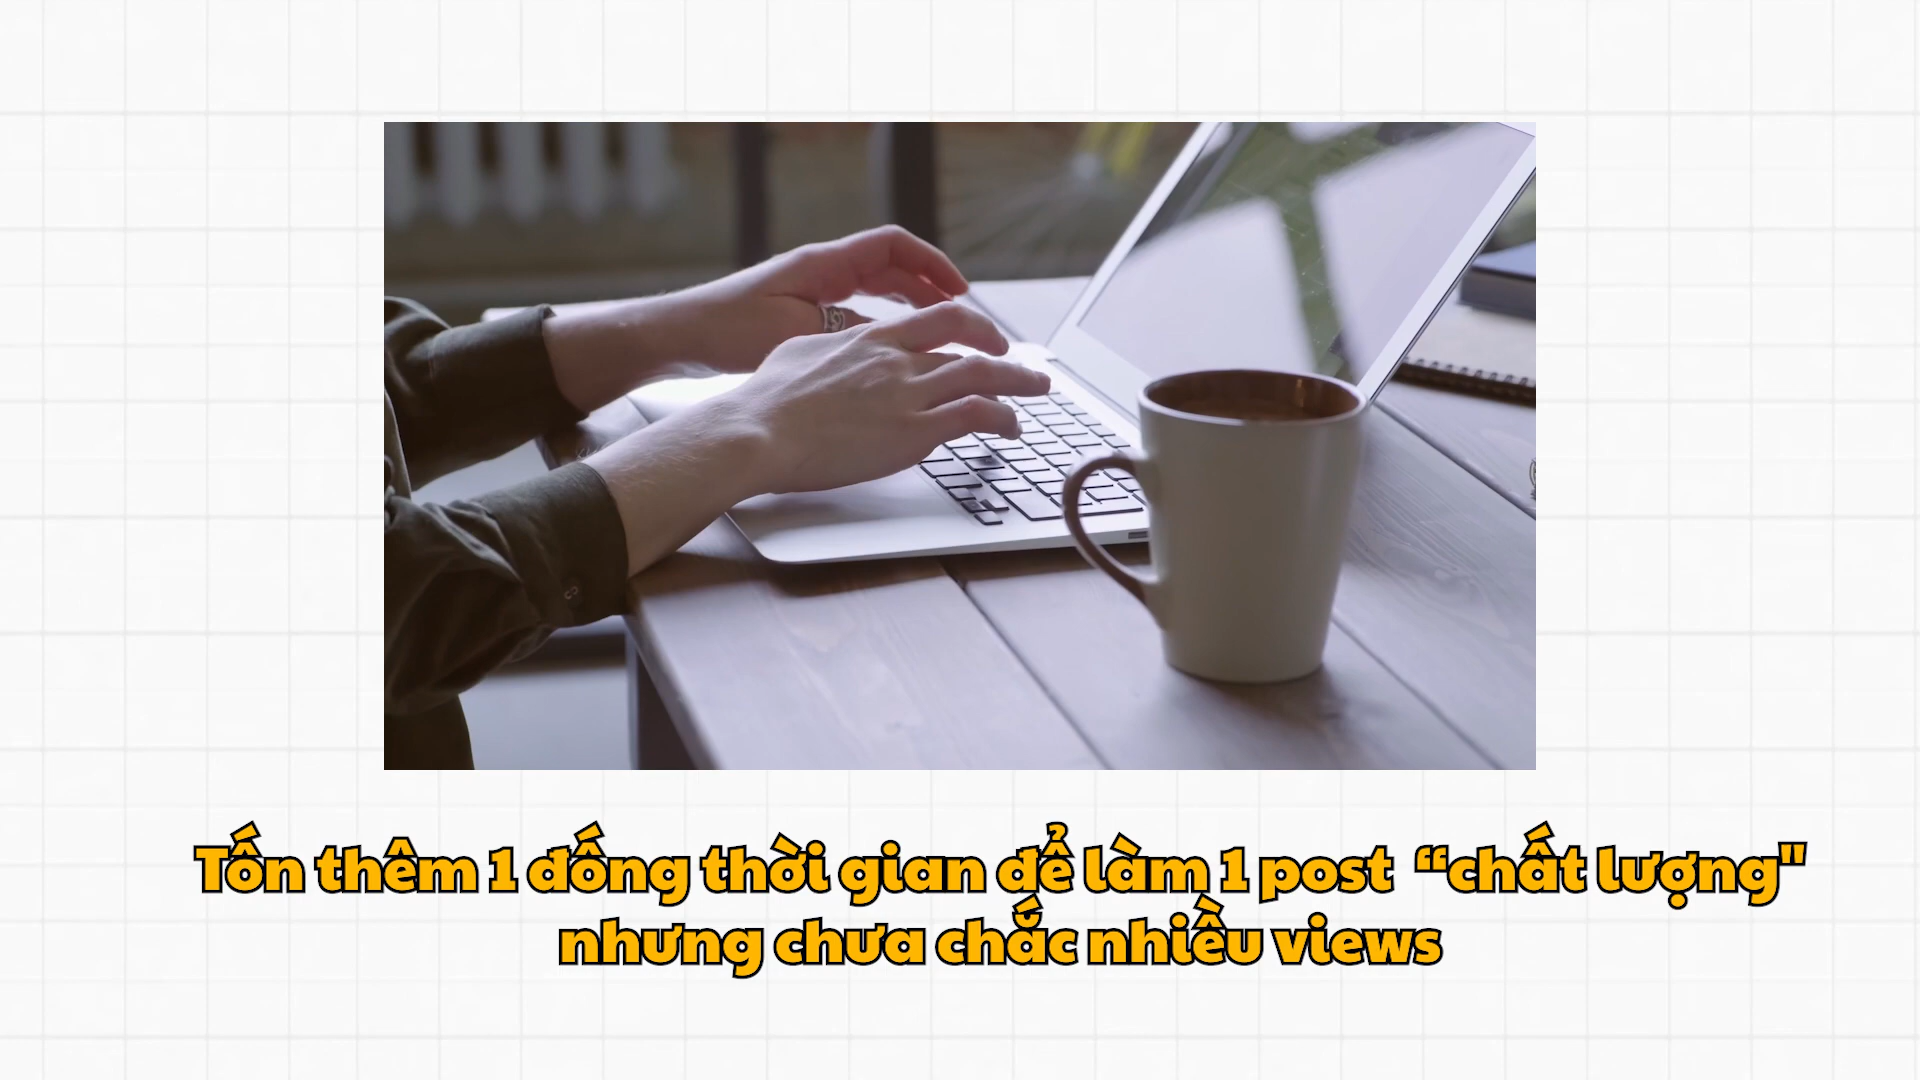 Tốn thêm 1 đống thời gian để làm 1 post “chất lượng"
nhưng chưa chắc nhiều views